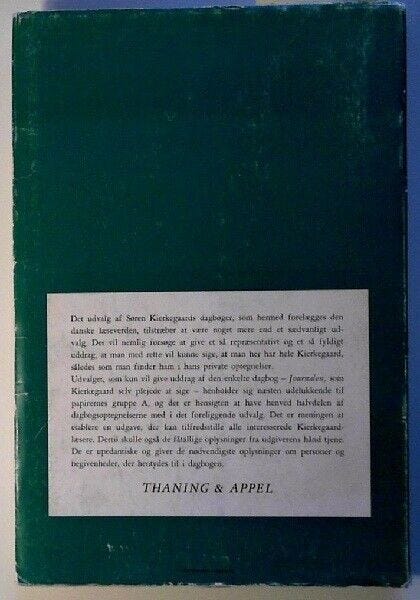 Det udvalg af Søren Kierkegaards dagbøger, som hermed forelægges den
danske læseverden, tilstræber at være noget mere end et sædvanligt ud-
valg. Det vil nemlig forsøge at give et så repræsentativt og et så fyldigt
uddrag, at man med rette vil kunne sige, at man her har hele Kierkegaard,
således som man finder ham i hans private optegnelser.
Udvalget, som kun vil give uddrag af den enkelte dagbog – Journalen, som
Kierkegaard selv plejede at sige – henholder sig næsten udelukkende til
papirernes gruppe A, og det er hensigten at have henved halvdelen af
dagbogsoptegnelserne med i det foreliggende udvalg. Det er meningen at
etablere en udgave, der kan tilfredsstille alle interesserede Kierkegaard-
læsere. Dertil skulle også de fåtallige oplysninger fra udgiverens hånd tjene.
De er upedantiske og giver de nødvendigste oplysninger om personer og
begivenheder, der hentydes til i dagbogen.
THANING & APPEL